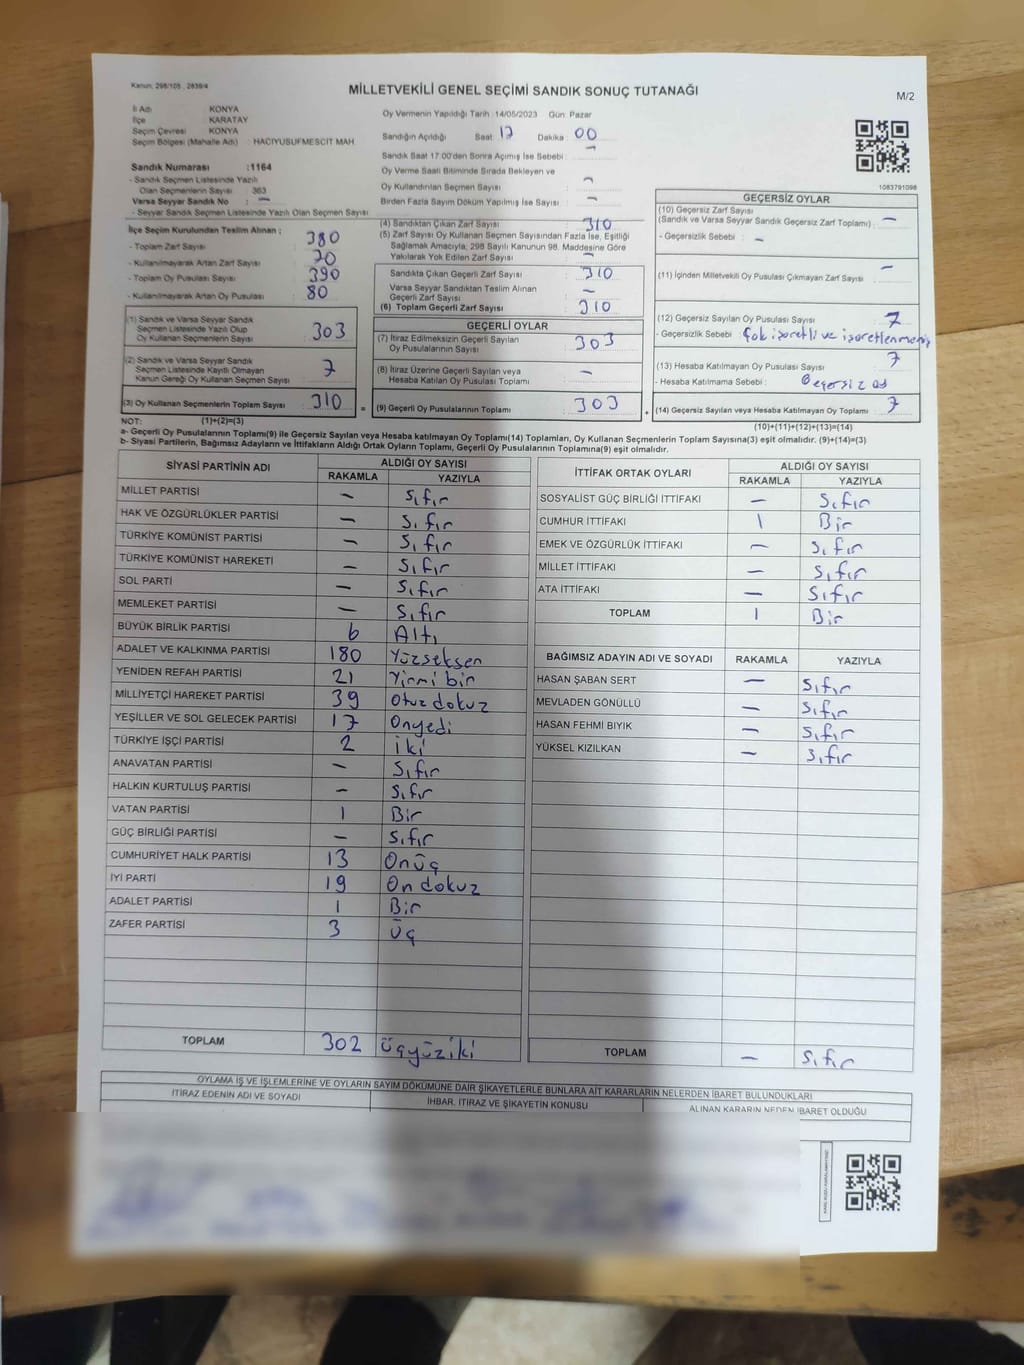 Kanun, 298/105 , 2839/4
MİLLETVEKİLİ GENEL SEÇİMİ SANDIK SONUÇ TUTANAĞI
M/2
İl Adı KONYA
İlçe KARATAY
Seçim Çevresi KONYA
Seçim Bölgesi (Mahalle Adı) : HACIYUSUFMESCIT MAH
Sandık Numarası :1164
- Sandık Seçmen Listesinde Yazılı
Olan Seçmenlerin Sayısı 363
Varsa Seyyar Sandık No : –
- Seyyar Sandık Seçmen Listesinde Yazılı Olan Seçmen Sayısı
Oy Vermenin Yapıldığı Tarih :14/05/2023 Gün: Pazar
Sandığın Açıldığı Saat 17 Dakika 00
Sandık Saat 17:00'den Sonra Açımış İse Sebebi : –
Oy Verme Saati Bitiminde Sırada Bekleyen ve
Oy Kullandırılan Seçmen Sayısı : –
Birden Fazla Sayım Döküm Yapılmış İse Sayısı : –
1083791098
İlçe Seçim Kurulundan Teslim Alınan ;
- Toplam Zarf Sayısı : 380
- Kullanılmayarak Artan Zarf Sayısı : 70
- Toplam Oy Pusulası Sayısı : 390
- Kullanılmayarak Artan Oy Pusulası : 80
(1) Sandık ve Varsa Seyyar Sandık
Seçmen Listesinde Yazılı Olup
Oy Kullanan Seçmenlerin Sayısı : 303
(2) Sandık ve Varsa Seyyar Sandık
Seçmen Listesinde Kayıtlı Olmayan
Kanun Gereği Oy Kullanan Seçmen Sayısı : 7
(3) Oy Kullanan Seçmenlerin Toplam Sayısı : 310
(1)+(2)=(3)
(4) Sandıktan Çıkan Zarf Sayısı : 310
(5) Zarf Sayısı Oy Kullanan Seçmen Sayısından Fazla İse, Eşitliği
Sağlamak Amacıyla, 298 Sayılı Kanunun 98. Maddesine Göre
Yakılarak Yok Edilen Zarf Sayısı : –
Sandıkta Çıkan Geçerli Zarf Sayısı : 310
Varsa Seyyar Sandıktan Teslim Alınan
Geçerli Zarf Sayısı : –
(6) Toplam Geçerli Zarf Sayısı : 310
GEÇERLİ OYLAR
(7) İtiraz Edilmeksizin Geçerli Sayılan
Oy Pusulalarının Sayısı : 303
(8) İtiraz Üzerine Geçerli Sayılan veya
Hesaba Katılan Oy Pusulası Toplamı : –
= (9) Geçerli Oy Pusulalarının Toplamı : 303
GEÇERSİZ OYLAR
(10) Geçersiz Zarf Sayısı
(Sandık ve Varsa Seyyar Sandık Geçersiz Zarf Toplamı) : –
- Geçersizlik Sebebi : –
(11) İçinden Milletvekili Oy Pusulası Çıkmayan Zarf Sayısı : –
(12) Geçersiz Sayılan Oy Pusulası Sayısı : 7
- Geçersizlik Sebebi : Çok işaretli ve işaretlenmemiş
(13) Hesaba Katılmayan Oy Pusulası Sayısı : 7
- Hesaba Katılmama Sebebi : Geçersiz oy
+ (14) Geçersiz Sayılan veya Hesaba Katılmayan Oy Toplamı : 7
(10)+(11)+(12)+(13)=(14)
NOT:
a- Geçerli Oy Pusulalarının Toplamı(9) ile Geçersiz Sayılan veya Hesaba katılmayan Oy Toplamı(14) Toplamları, Oy Kullanan Seçmenlerin Toplam Sayısına(3) eşit olmalıdır. (9)+(14)=(3)
b- Siyasi Partilerin, Bağımsız Adayların ve İttifakların Aldığı Ortak Oyların Toplamı, Geçerli Oy Pusulalarının Toplamına(9) eşit olmalıdır.
SİYASİ PARTİNİN ADI ALDIĞI OY SAYISI
RAKAMLA YAZIYLA
MİLLET PARTİSİ – Sıfır
HAK VE ÖZGÜRLÜKLER PARTİSİ – Sıfır
TÜRKİYE KOMÜNİST PARTİSİ – Sıfır
TÜRKİYE KOMÜNİST HAREKETİ – Sıfır
SOL PARTİ – Sıfır
MEMLEKET PARTİSİ – Sıfır
BÜYÜK BİRLİK PARTİSİ 6 Altı
ADALET VE KALKINMA PARTİSİ 180 Yüzseksen
YENİDEN REFAH PARTİSİ 21 Yirmi bir
MİLLİYETÇİ HAREKET PARTİSİ 39 Otuz dokuz
YEŞİLLER VE SOL GELECEK PARTİSİ 17 Onyedi
TÜRKİYE İŞÇİ PARTİSİ 2 İki
ANAVATAN PARTİSİ – Sıfır
HALKIN KURTULUŞ PARTİSİ – Sıfır
VATAN PARTİSİ 1 Bir
GÜÇ BİRLİĞİ PARTİSİ – Sıfır
CUMHURİYET HALK PARTİSİ 13 Onüç
İYİ PARTİ 19 On dokuz
ADALET PARTİSİ 1 Bir
ZAFER PARTİSİ 3 Üç
TOPLAM 302 Üçyüziki
İTTİFAK ORTAK OYLARI ALDIĞI OY SAYISI
RAKAMLA YAZIYLA
SOSYALİST GÜÇ BİRLİĞİ İTTİFAKI – Sıfır
CUMHUR İTTİFAKI 1 Bir
EMEK VE ÖZGÜRLÜK İTTİFAKI – Sıfır
MİLLET İTTİFAKI – Sıfır
ATA İTTİFAKI – Sıfır
TOPLAM 1 Bir
BAĞIMSIZ ADAYIN ADI VE SOYADI RAKAMLA YAZIYLA
HASAN ŞABAN SERT – Sıfır
MEVLADEN GÖNÜLLÜ – Sıfır
HASAN FEHMİ BIYIK – Sıfır
YÜKSEL KIZILKAN – Sıfır
TOPLAM – Sıfır
OYLAMA İŞ VE İŞLEMLERİNE VE OYLARIN SAYIM DÖKÜMÜNE DAİR ŞİKAYETLERLE BUNLARA AİT KARARLARIN NELERDEN İBARET BULUNDUKLARI
İTİRAZ EDENİN ADI VE SOYADI İHBAR, İTİRAZ VE ŞİKAYETİN KONUSU ALINAN KARARIN NEDEN İBARET OLDUĞU